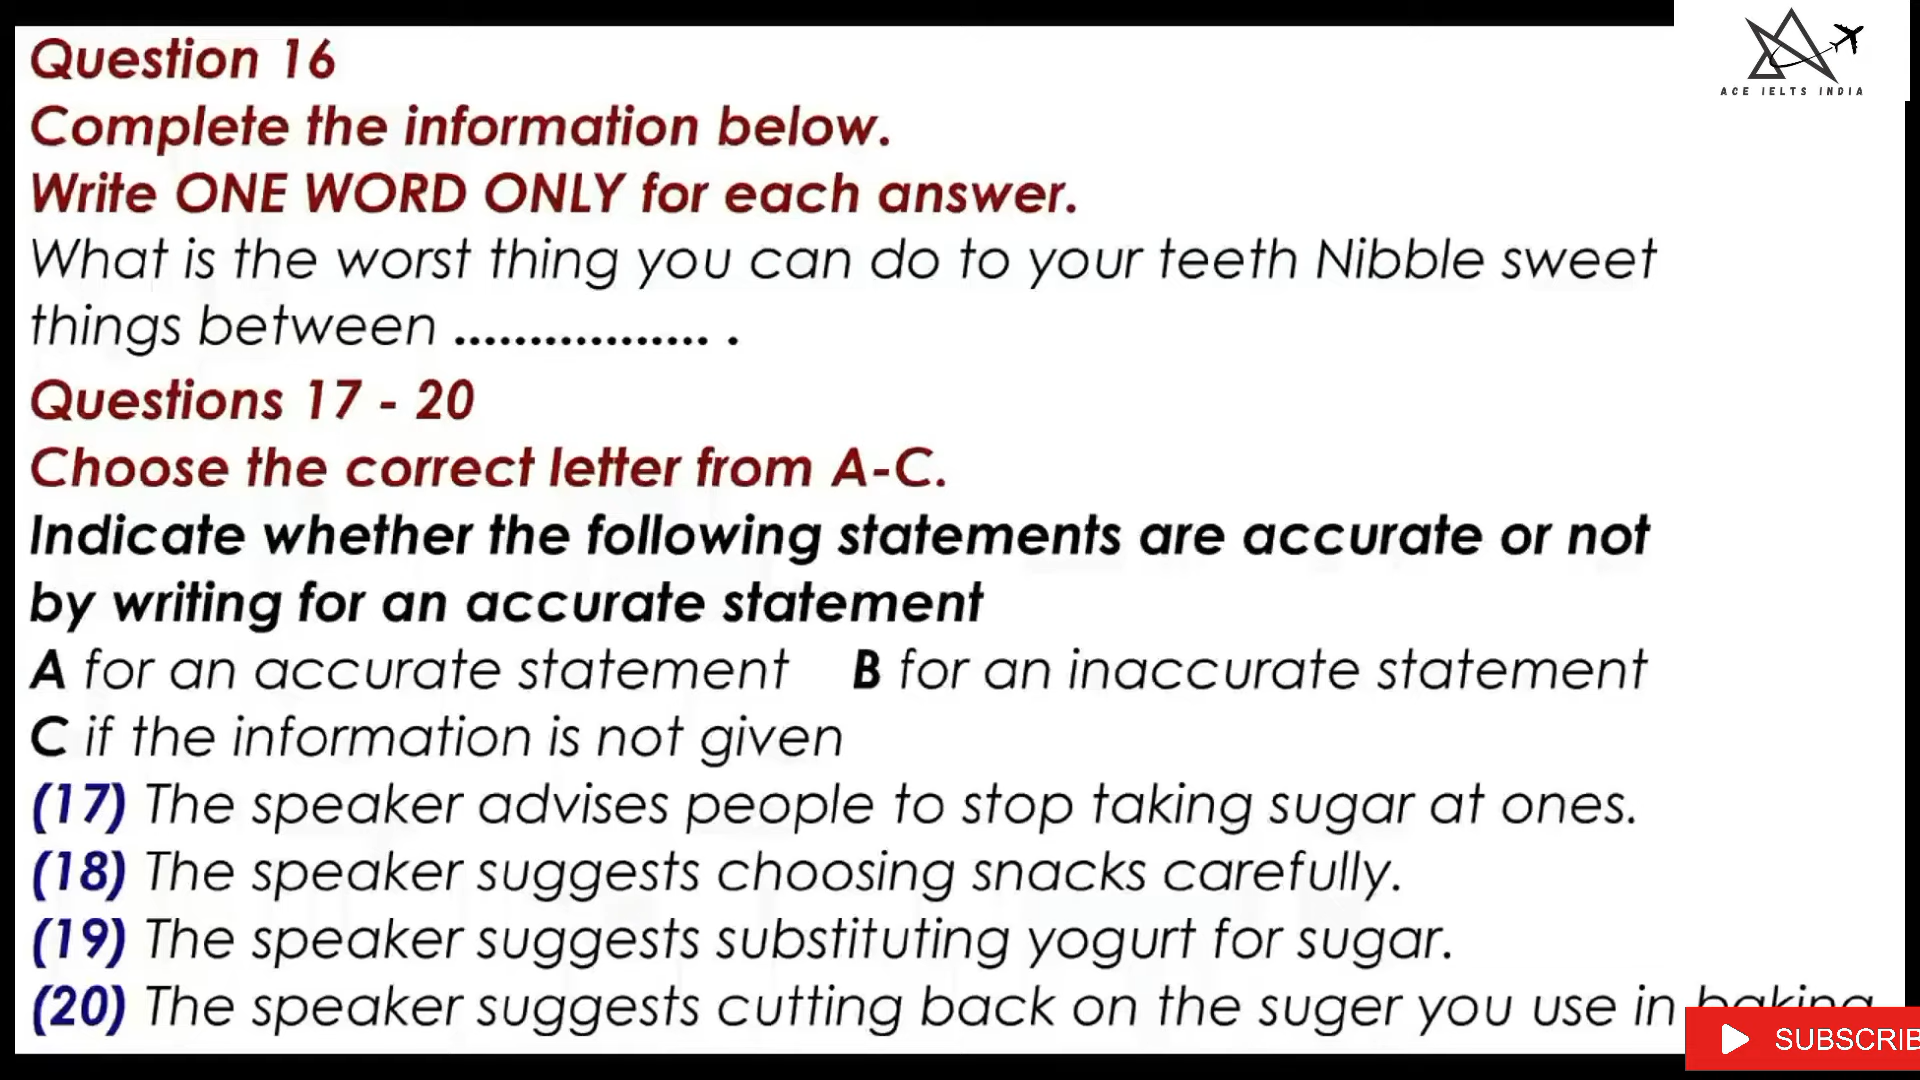 Question 16
ACE IELTS INDIA
Complete the information below.
Write ONE WORD ONLY for each answer.
What is the worst thing you can do to your teeth Nibble sweet
things between ................. .
Questions 17 - 20
Choose the correct letter from A-C.
Indicate whether the following statements are accurate or not
by writing for an accurate statement
A for an accurate statement B for an inaccurate statement
C if the information is not given
(17) The speaker advises people to stop taking sugar at ones.
(18) The speaker suggests choosing snacks carefully.
(19) The speaker suggests substituting yogurt for sugar.
(20) The speaker suggests cutting back on the suger you use in baking
SUBSCRIB